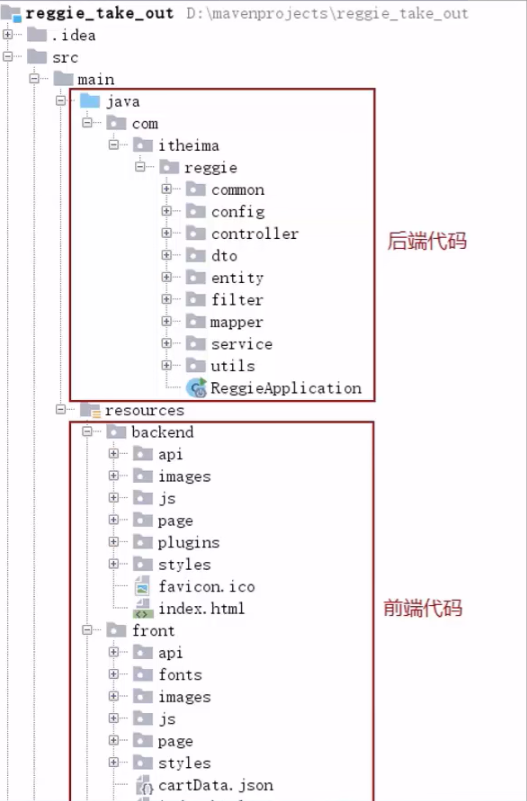 reggie_take_out D:\mavenprojects\reggie_take_out
.idea
src
main
java
com
itheima
reggie
common
config
controller
后端代码
dto
entity
filter
mapper
service
utils
ReggieApplication
resources
backend
api
images
js
page
plugins
styles
favicon.ico
index.html
前端代码
front
api
fonts
images
js
page
styles
cartData.json